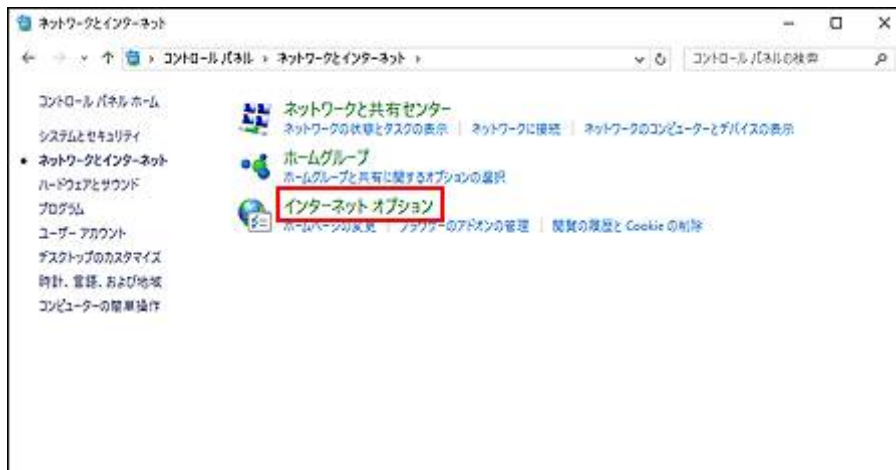 ネットワークとインターネット
コントロール パネル › ネットワークとインターネット ›
コントロール パネルの検索
コントロール パネル ホーム
システムとセキュリティ
ネットワークとインターネット
ハードウェアとサウンド
プログラム
ユーザー アカウント
デスクトップのカスタマイズ
時計、言語、および地域
コンピューターの簡単操作
ネットワークと共有センター
ネットワークの状態とタスクの表示 | ネットワークに接続 | ネットワークのコンピューターとデバイスの表示
ホームグループ
ホームグループと共有に関するオプションの選択
インターネット オプション
ホームページの変更 | ブラウザーのアドオンの管理 | 閲覧の履歴と Cookie の削除